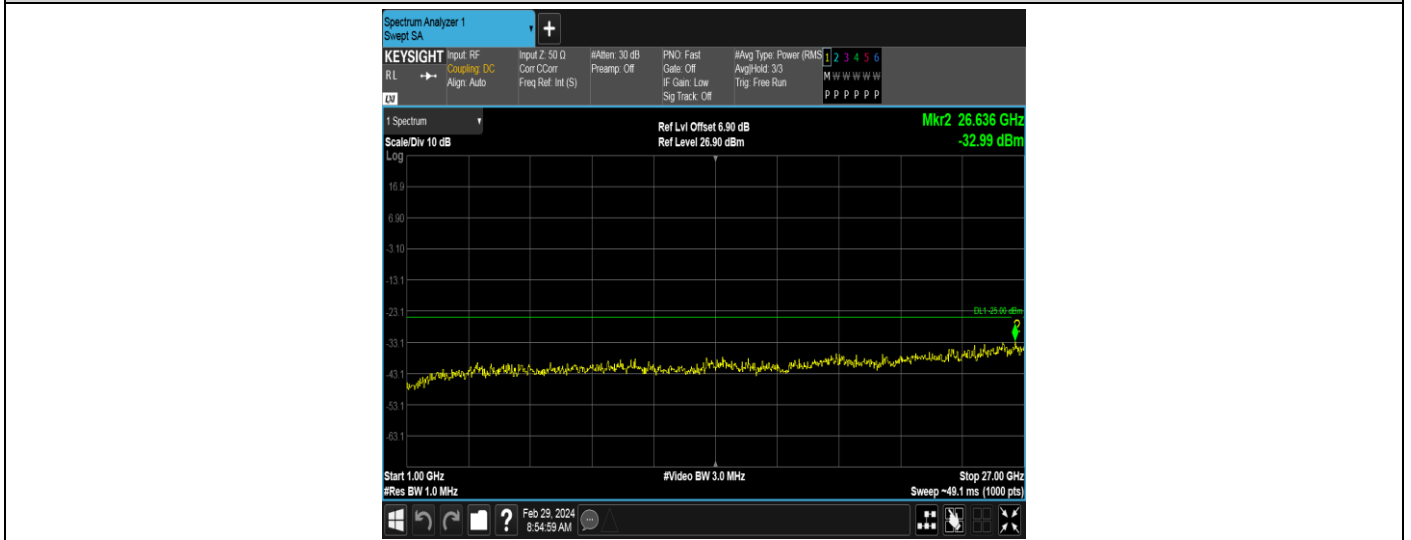 Spectrum Analyzer 1
Swept SA
+
KEYSIGHT Input: RF Input Z: 50 Ω #Atten: 30 dB PNO: Fast #Avg Type: Power (RMS 1 2 3 4 5 6
RL Coupling: DC Corr CCorr Preamp: Off Gate: Off Avg|Hold: 3/3 M W W W W W
Align: Auto Freq Ref: Int (S) IF Gain: Low Trig: Free Run
LXI Sig Track: Off P P P P P P
1 Spectrum Ref Lvl Offset 6.90 dB Mkr2 26.636 GHz
Scale/Div 10 dB Ref Level 26.90 dBm -32.99 dBm
Log
16.9
6.90
-3.10
-13.1
-23.1
DL1 -25.00 dBm
2
-33.1
-43.1
-53.1
-63.1
Start 1.00 GHz #Video BW 3.0 MHz Stop 27.00 GHz
#Res BW 1.0 MHz Sweep ~49.1 ms (1000 pts)
? Feb 29, 2024
8:54:59 AM